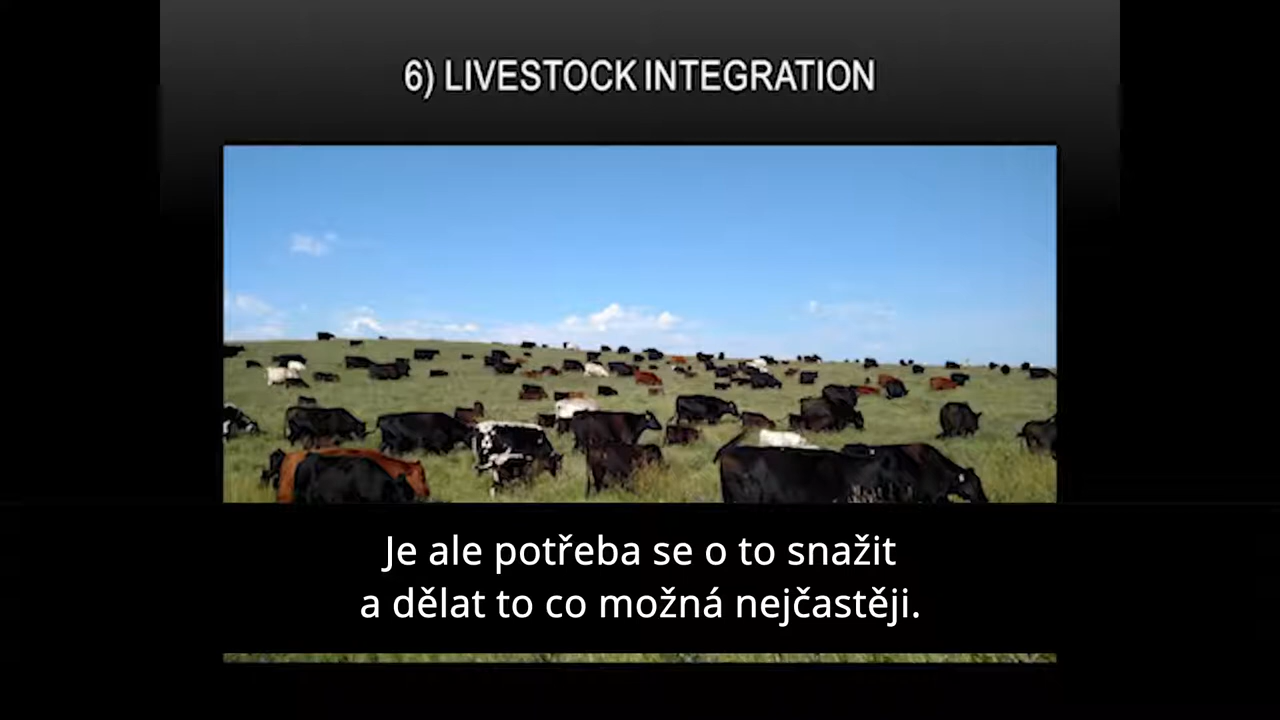 6) LIVESTOCK INTEGRATION
Je ale potřeba se o to snažit
a dělat to co možná nejčastěji.